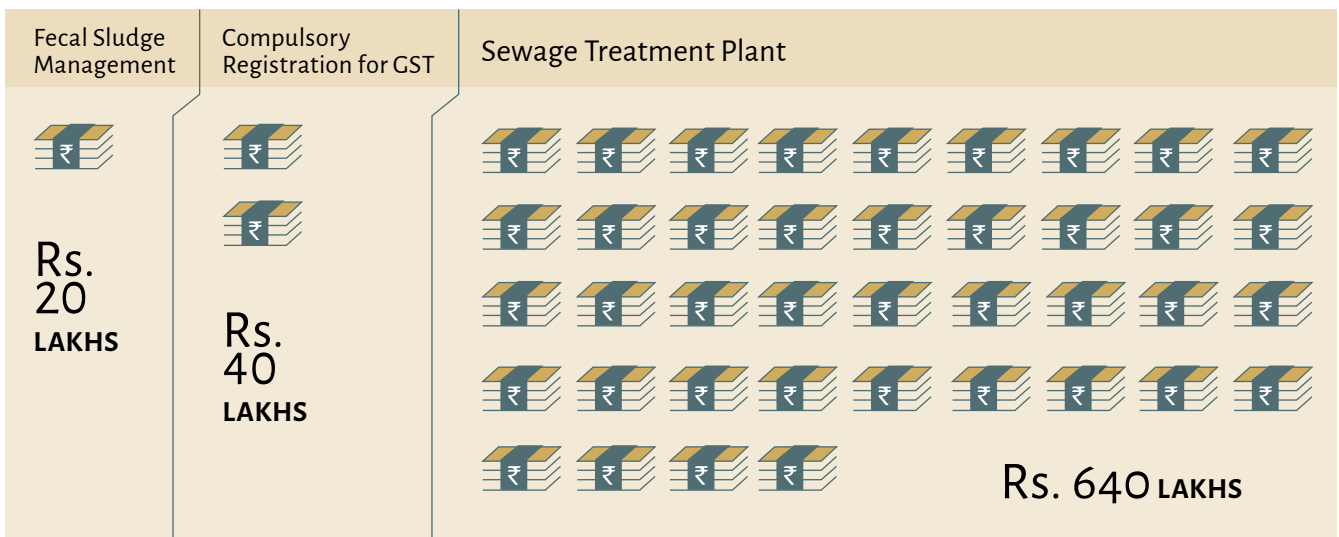 Fecal Sludge
Management
Compulsory
Registration for GST
Sewage Treatment Plant
₹
Rs.
20
LAKHS
₹
₹
Rs.
40
LAKHS
₹ ₹ ₹ ₹ ₹ ₹ ₹ ₹ ₹
₹ ₹ ₹ ₹ ₹ ₹ ₹ ₹ ₹
₹ ₹ ₹ ₹ ₹ ₹ ₹ ₹ ₹
₹ ₹ ₹ ₹ ₹ ₹ ₹ ₹ ₹
₹ ₹ ₹ ₹
Rs. 640 LAKHS